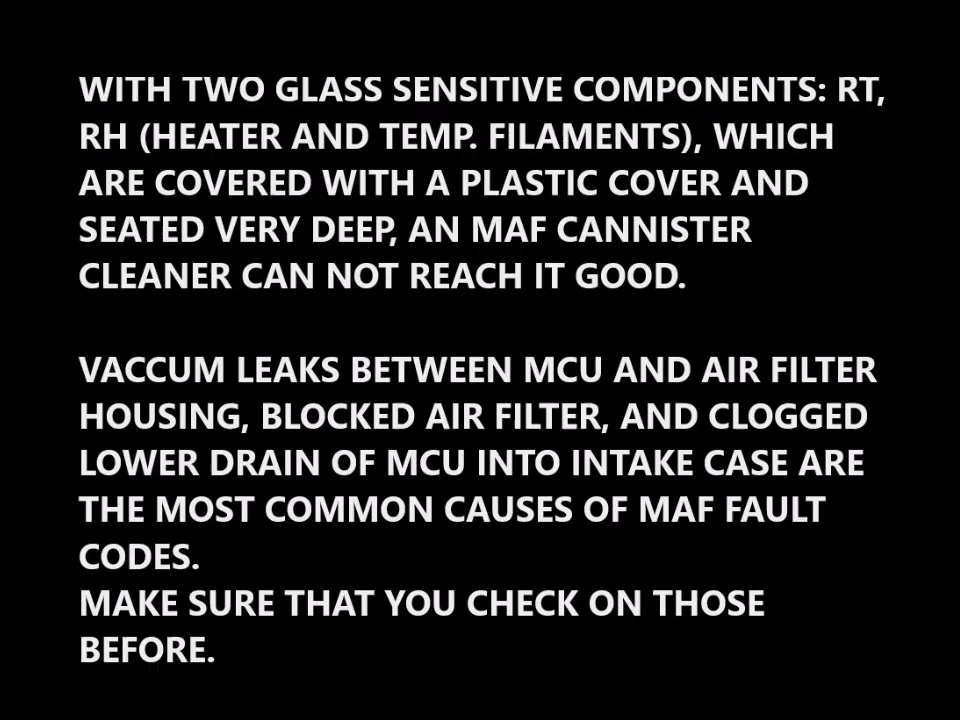 WITH TWO GLASS SENSITIVE COMPONENTS: RT,
RH (HEATER AND TEMP. FILAMENTS), WHICH
ARE COVERED WITH A PLASTIC COVER AND
SEATED VERY DEEP, AN MAF CANNISTER
CLEANER CAN NOT REACH IT GOOD.
VACCUM LEAKS BETWEEN MCU AND AIR FILTER
HOUSING, BLOCKED AIR FILTER, AND CLOGGED
LOWER DRAIN OF MCU INTO INTAKE CASE ARE
THE MOST COMMON CAUSES OF MAF FAULT
CODES.
MAKE SURE THAT YOU CHECK ON THOSE
BEFORE.